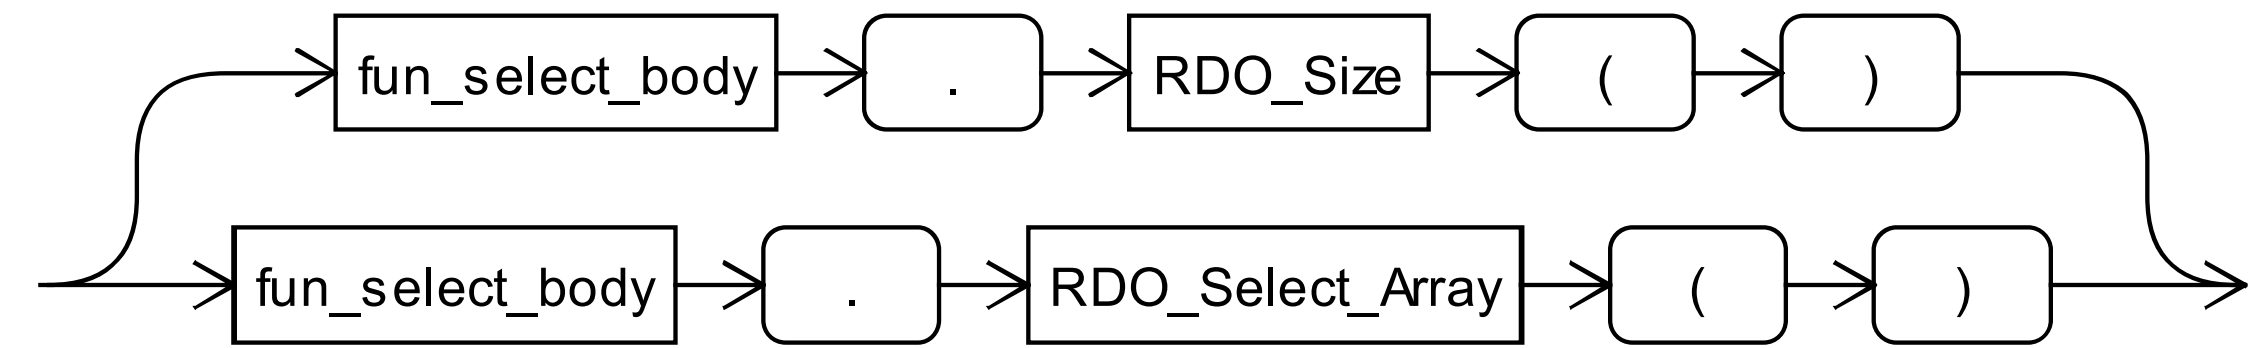 fun_select_body . RDO_Size ( )
fun_select_body . RDO_Select_Array ( )